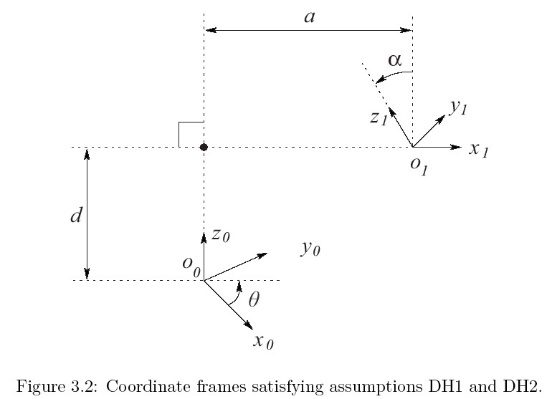 a
α
z1
y1
x1
o1
d
z0
y0
o0
θ
x0
Figure 3.2: Coordinate frames satisfying assumptions DH1 and DH2.